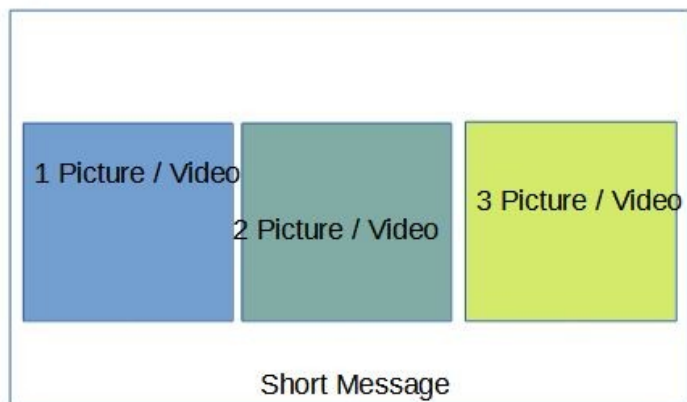 1 Picture / Video
2 Picture / Video
3 Picture / Video
Short Message